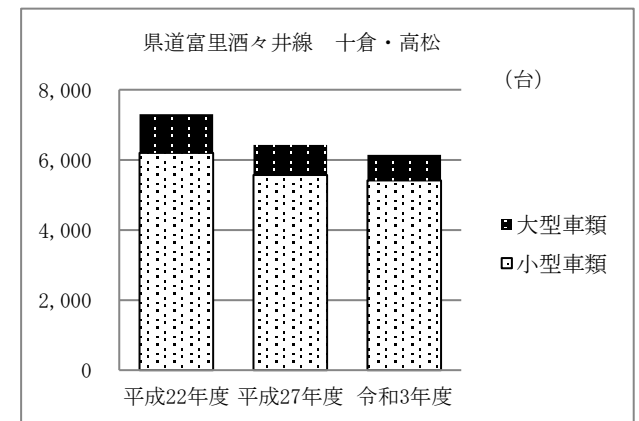 県道富里酒々井線　十倉・高松
（台）
8,000
6,000
4,000
2,000
0
大型車類
小型車類
平成22年度 平成27年度 令和3年度